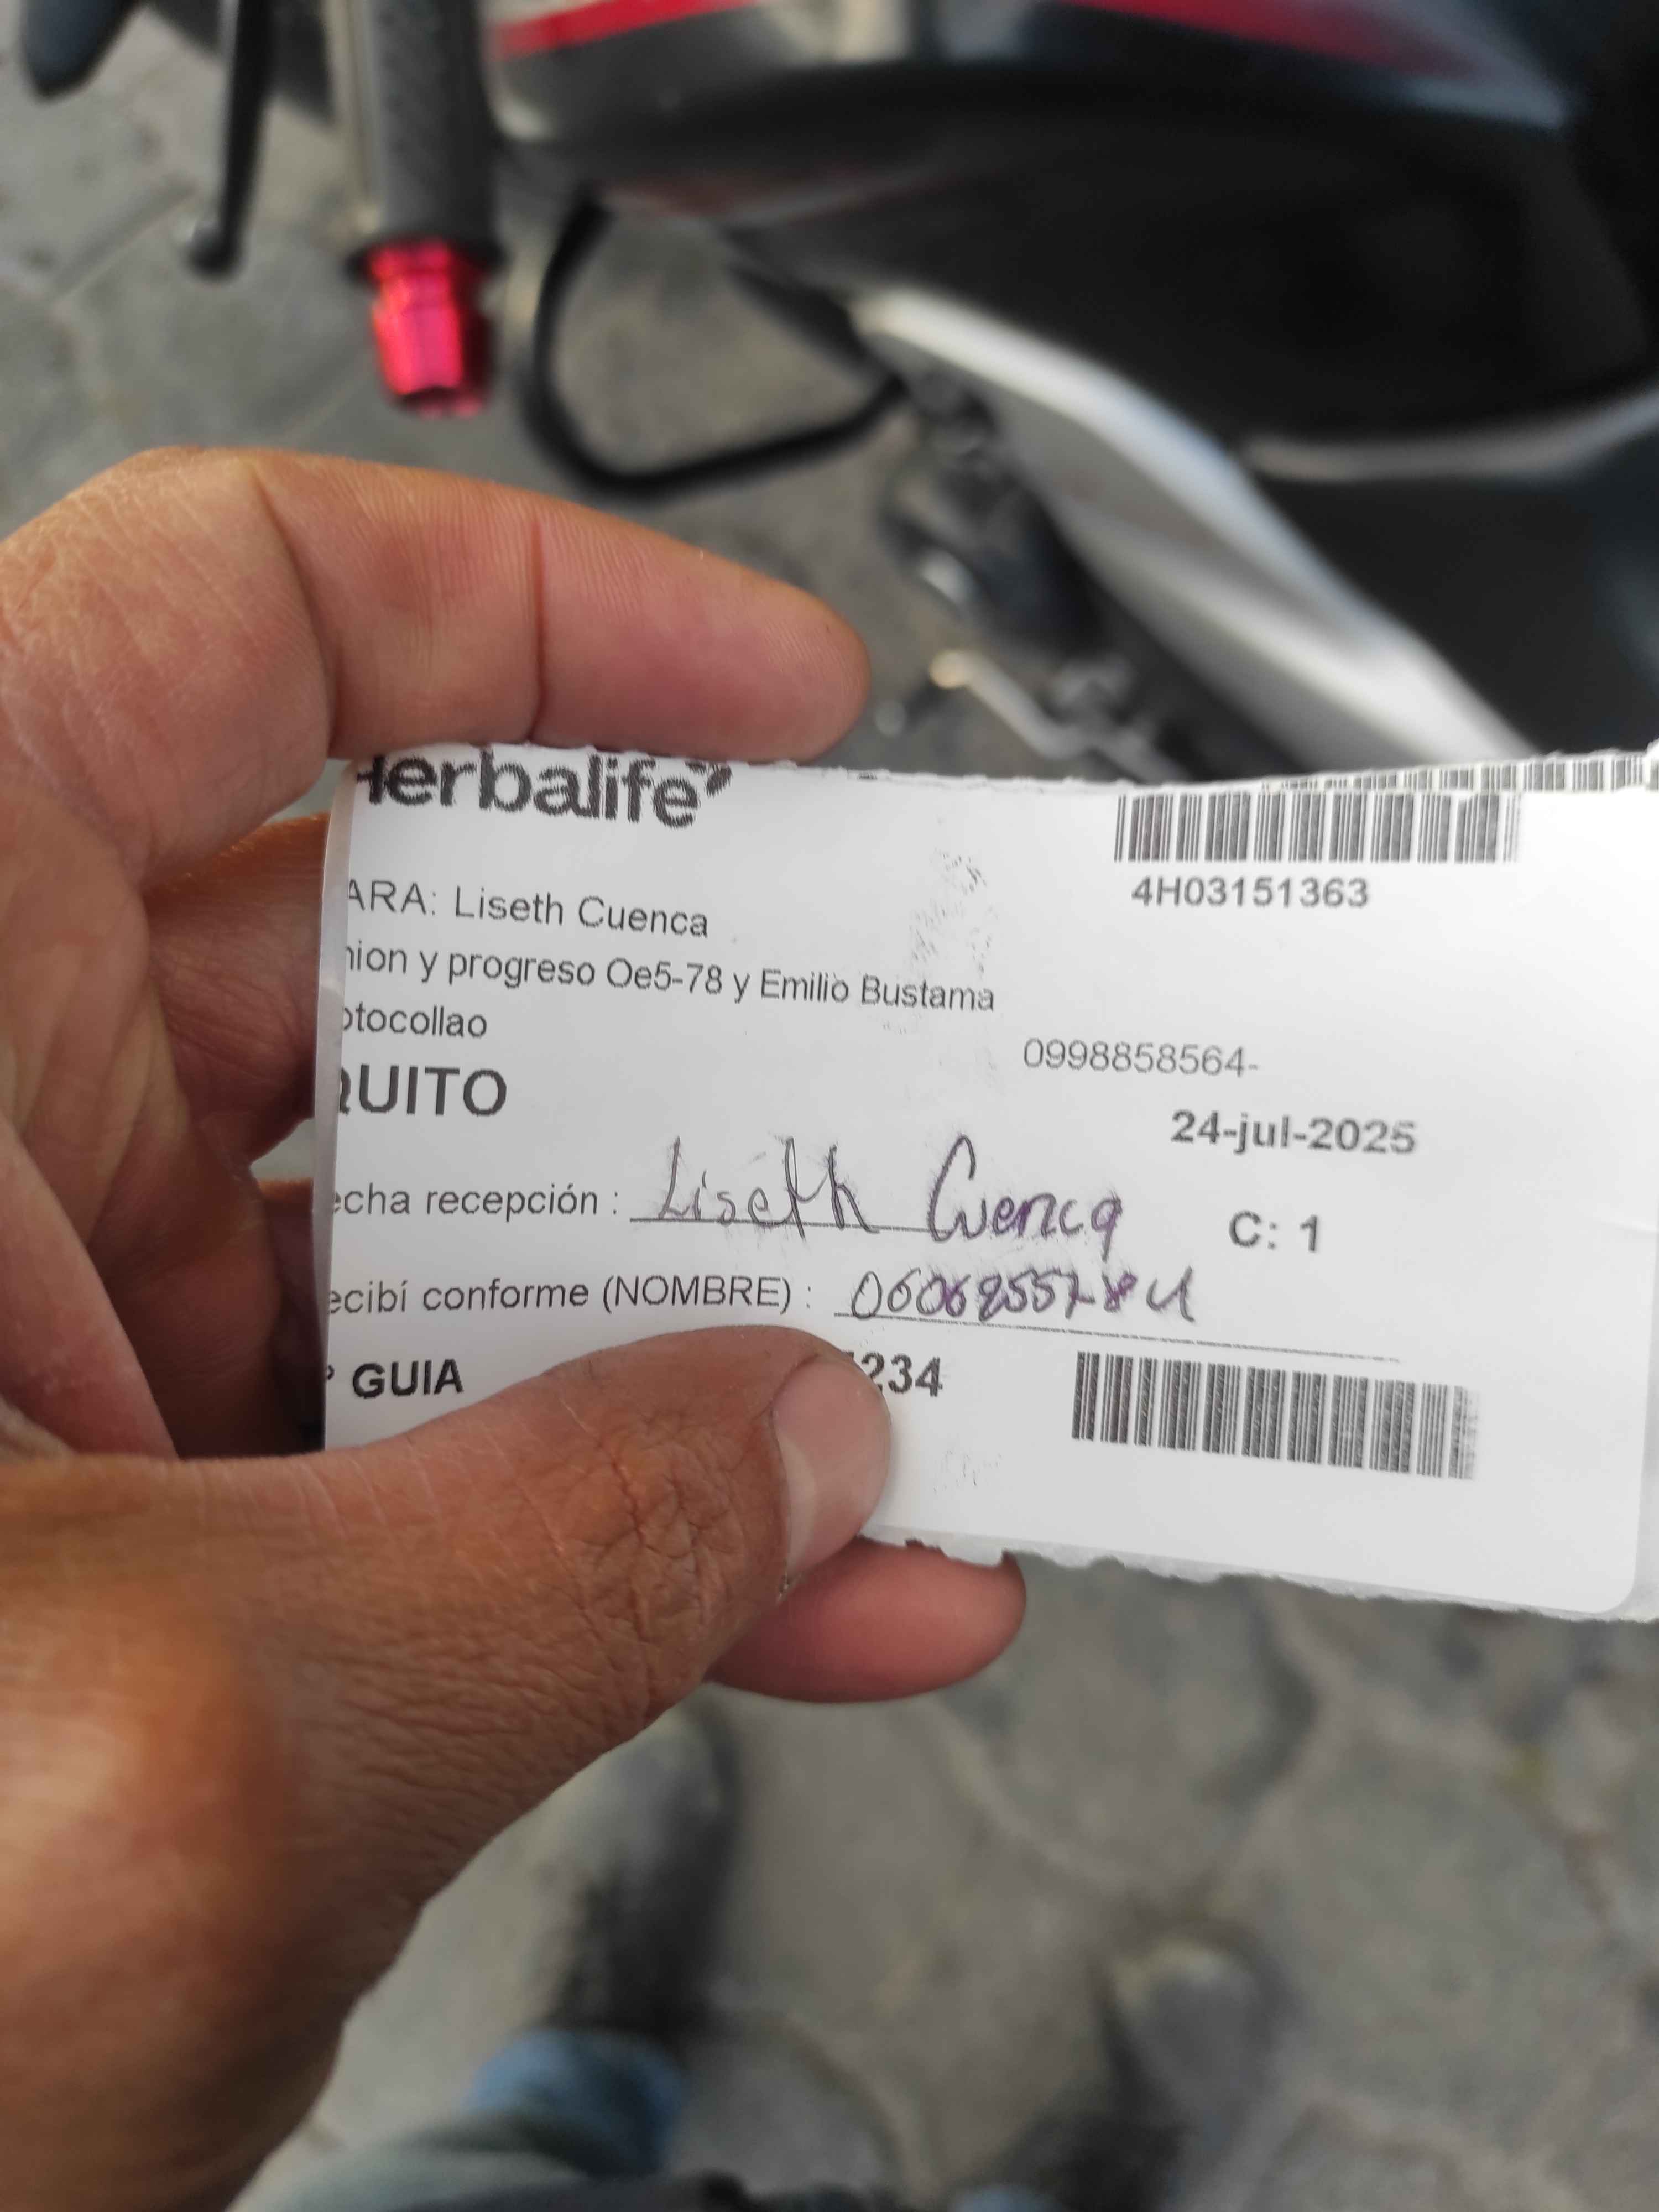 Herbalife
4H03151363
ARA: Liseth Cuenca
nion y progreso Oe5-78 y Emilio Bustama
otocollao
0998858564-
QUITO
24-jul-2025
echa recepción : Liseth Cuenca
C: 1
ecibí conforme (NOMBRE) :
° GUIA 234